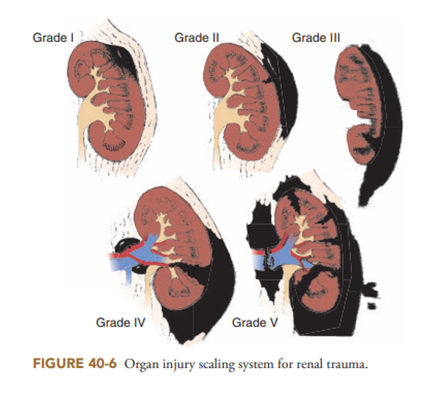 Grade I
Grade II
Grade III
Grade IV
Grade V
FIGURE 40-6 Organ injury scaling system for renal trauma.